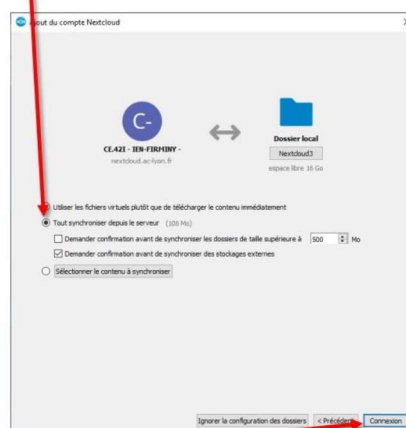 Ajout du compte Nextcloud
C-
CE.42I - IEN-FIRMINY -
nextcloud.ac-lyon.fr
Dossier local
Nextcloud3
espace libre 16 Go
Utiliser les fichiers virtuels plutôt que de télécharger le contenu immédiatement
Tout synchroniser depuis le serveur (106 Mo)
Demander confirmation avant de synchroniser les dossiers de taille supérieure à 500 Mo
Demander confirmation avant de synchroniser des stockages externes
Sélectionner le contenu à synchroniser
Ignorer la configuration des dossiers < Précédent Connexion